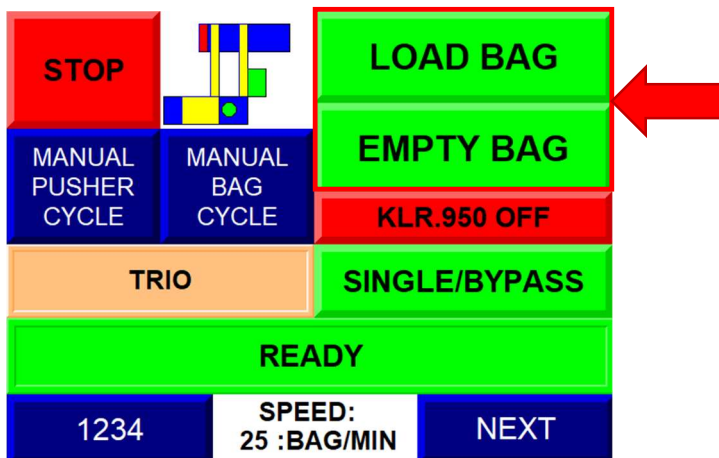 STOP
LOAD BAG
EMPTY BAG
MANUAL
PUSHER
CYCLE
MANUAL
BAG
CYCLE
KLR.950 OFF
TRIO
SINGLE/BYPASS
READY
1234
SPEED:
25 :BAG/MIN
NEXT